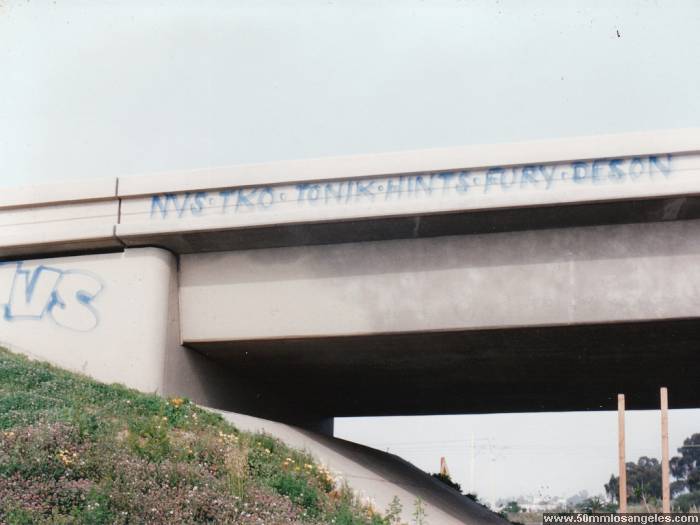 NVS·TKO·TONIK·HINTS·FURY·DESON
NVS
www.50mmlosangeles.com